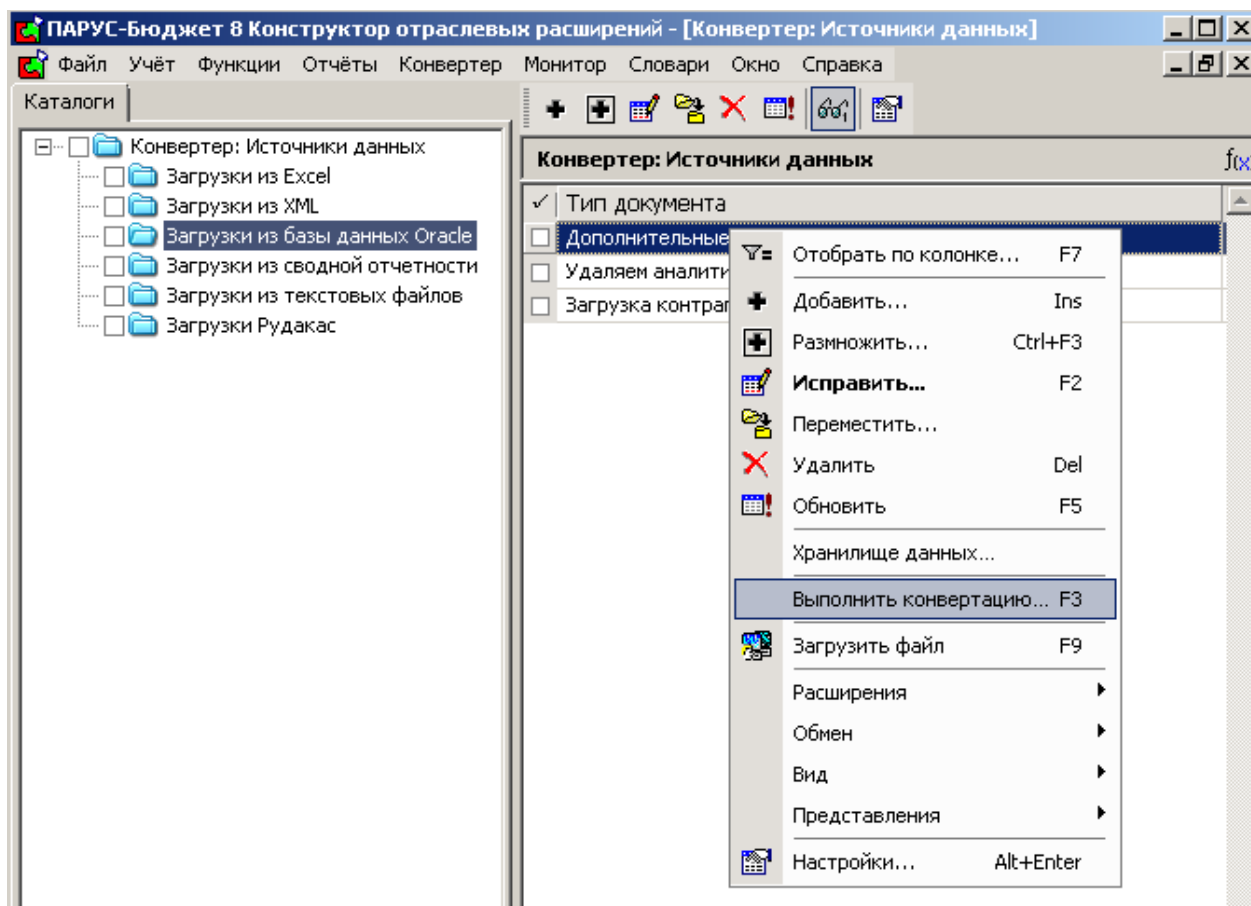 ПАРУС-Бюджет 8 Конструктор отраслевых расширений - [Конвертер: Источники данных]
Файл Учёт Функции Отчёты Конвертер Монитор Словари Окно Справка
Каталоги
Конвертер: Источники данных
Загрузки из Excel
Загрузки из XML
Загрузки из базы данных Oracle
Загрузки из сводной отчетности
Загрузки из текстовых файлов
Загрузки Рудакас
Конвертер: Источники данных
f(x
Тип документа
Дополнительные
Удаляем аналити
Загрузка контраг
Отобрать по колонке... F7
Добавить... Ins
Размножить... Ctrl+F3
Исправить... F2
Переместить...
Удалить Del
Обновить F5
Хранилище данных...
Выполнить конвертацию... F3
Загрузить файл F9
Расширения
Обмен
Вид
Представления
Настройки... Alt+Enter